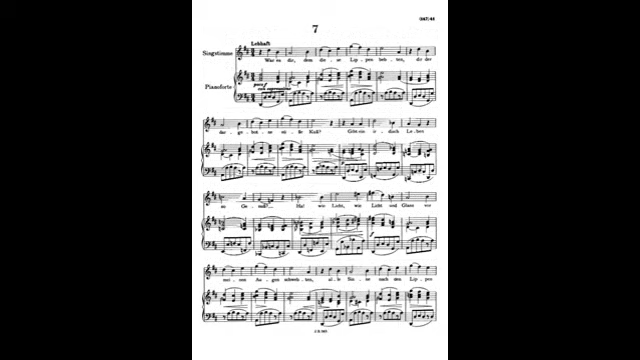 7
Lebhaft
Singstimme
War es dir, dem die - se Lip - pen beb - ten, dir der
Pianoforte
dar - ge - bot - ne sü - ße Kuß? Gibt ein ir - disch Le - ben
so Ge - nuß? Ha! wie Licht, wie Licht und Glanz vor
mei - nen Au - gen schweb - ten, al - le Sin - ne nach den Lip - pen